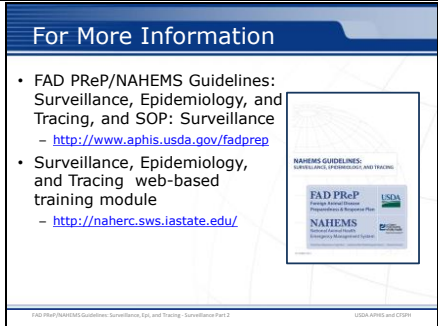 For More Information
• FAD PReP/NAHEMS Guidelines:
Surveillance, Epidemiology, and
Tracing, and SOP: Surveillance
– http://www.aphis.usda.gov/fadprep
• Surveillance, Epidemiology,
and Tracing web-based
training module
– http://naherc.sws.iastate.edu/
NAHEMS GUIDELINES:
SURVEILLANCE, EPIDEMIOLOGY, AND TRACING
FAD PReP
Foreign Animal Disease
Preparedness & Response Plan
USDA
NAHEMS
National Animal Health
Emergency Management System
FAD PReP/NAHEMS Guidelines: Surveillance, Epi, and Tracing - Surveillance Part 2
USDA APHIS and CFSPH